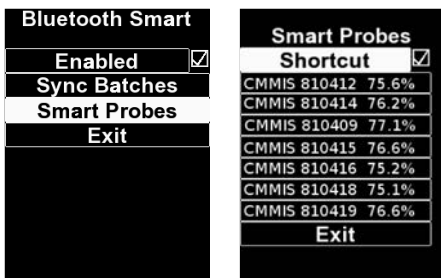 Bluetooth Smart
Enabled
Sync Batches
Smart Probes
Exit
Smart Probes
Shortcut
CMMIS 810412 75.6%
CMMIS 810414 76.2%
CMMIS 810409 77.1%
CMMIS 810415 76.6%
CMMIS 810416 75.2%
CMMIS 810418 75.1%
CMMIS 810419 76.6%
Exit